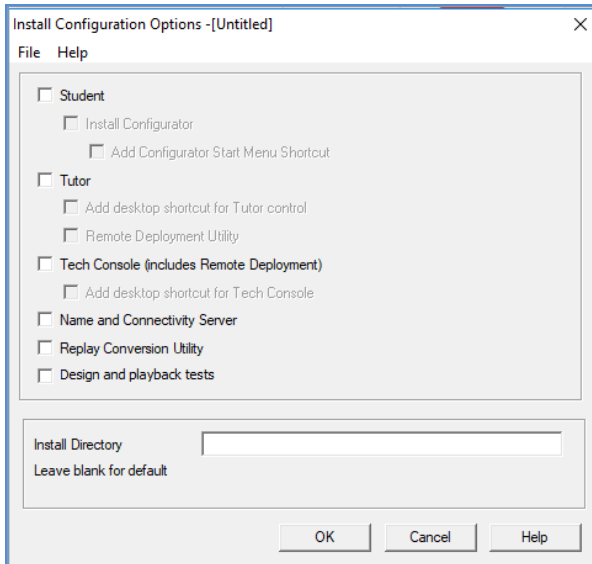 Install Configuration Options -[Untitled]
File Help
Student
Install Configurator
Add Configurator Start Menu Shortcut
Tutor
Add desktop shortcut for Tutor control
Remote Deployment Utility
Tech Console (includes Remote Deployment)
Add desktop shortcut for Tech Console
Name and Connectivity Server
Replay Conversion Utility
Design and playback tests
Install Directory
Leave blank for default
OK Cancel Help